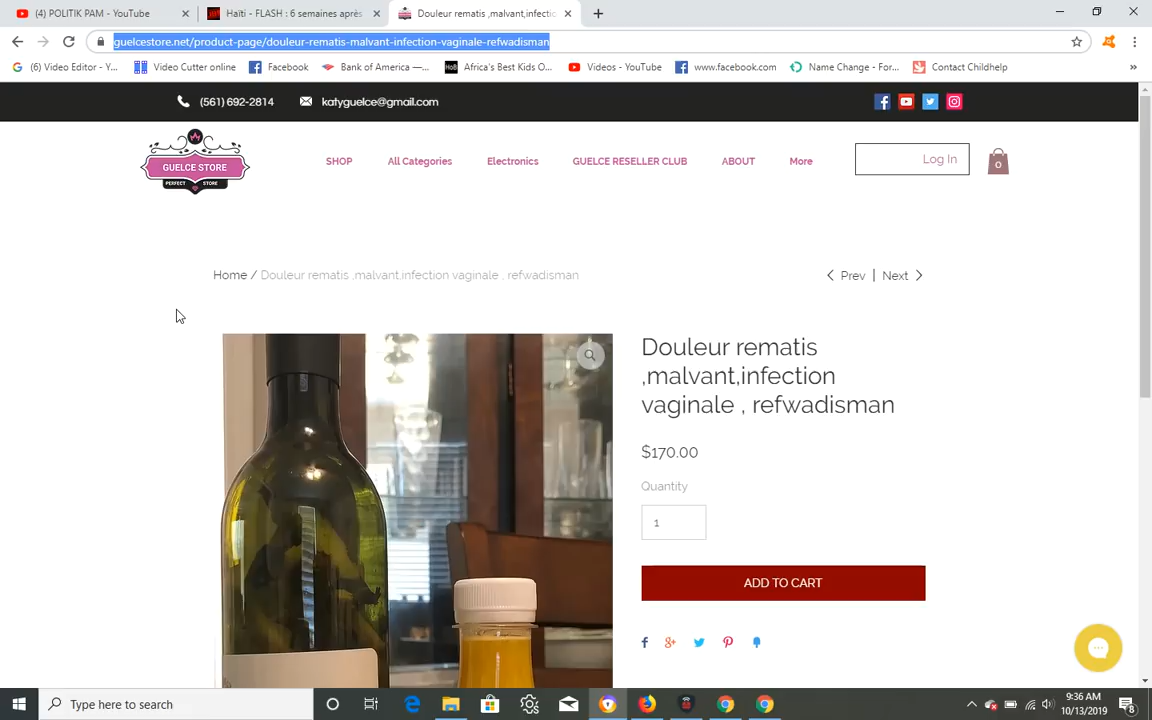 (4) POLITIK PAM - YouTube
Haïti - FLASH : 6 semaines après
Douleur rematis ,malvant,infectio
guelcestore.net/product-page/douleur-rematis-malvant-infection-vaginale-refwadisman
(6) Video Editor - Y...
Video Cutter online
Facebook
Bank of America —...
Africa's Best Kids O...
Videos - YouTube
www.facebook.com
Name Change - For...
Contact Childhelp
(561) 692-2814
katyguelce@gmail.com
GUELCE STORE
PERFECT STORE
SHOP
All Categories
Electronics
GUELCE RESELLER CLUB
ABOUT
More
Log In
0
Home / Douleur rematis ,malvant,infection vaginale , refwadisman
Prev | Next
Douleur rematis
,malvant,infection
vaginale , refwadisman
$170.00
Quantity
1
ADD TO CART
Type here to search
9:36 AM
10/13/2019
8